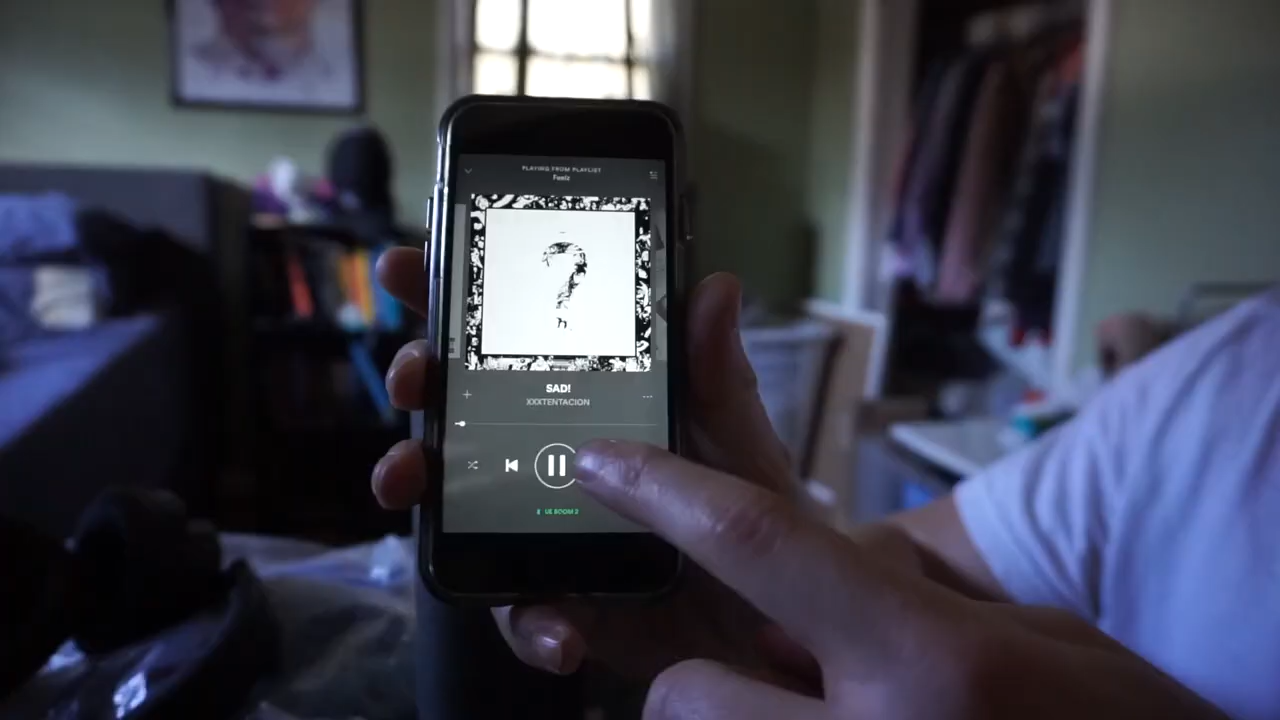 PLAYING FROM PLAYLIST
Feelz
?
SAD!
XXXTENTACION
UE BOOM 2